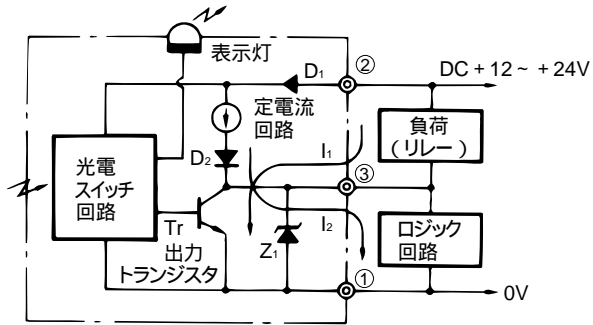 表示灯
D1
②
DC + 12 ~ + 24V
定電流
回路
負荷
（リレー）
D2
I1
光電
スイッチ
回路
③
Tr
出力
トランジスタ
Z1
I2
ロジック
回路
①
0V